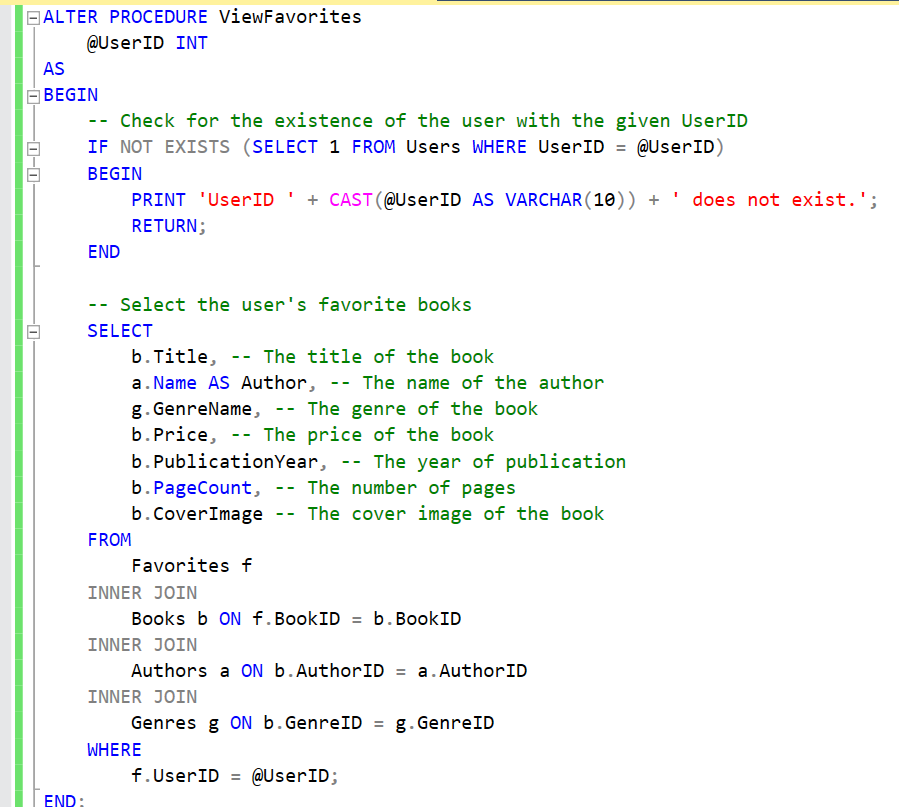 ALTER PROCEDURE ViewFavorites
    @UserID INT
AS
BEGIN
    -- Check for the existence of the user with the given UserID
    IF NOT EXISTS (SELECT 1 FROM Users WHERE UserID = @UserID)
    BEGIN
        PRINT 'UserID ' + CAST(@UserID AS VARCHAR(10)) + ' does not exist.';
        RETURN;
    END

    -- Select the user's favorite books
    SELECT
        b.Title, -- The title of the book
        a.Name AS Author, -- The name of the author
        g.GenreName, -- The genre of the book
        b.Price, -- The price of the book
        b.PublicationYear, -- The year of publication
        b.PageCount, -- The number of pages
        b.CoverImage -- The cover image of the book
    FROM
        Favorites f
    INNER JOIN
        Books b ON f.BookID = b.BookID
    INNER JOIN
        Authors a ON b.AuthorID = a.AuthorID
    INNER JOIN
        Genres g ON b.GenreID = g.GenreID
    WHERE
        f.UserID = @UserID;
END;